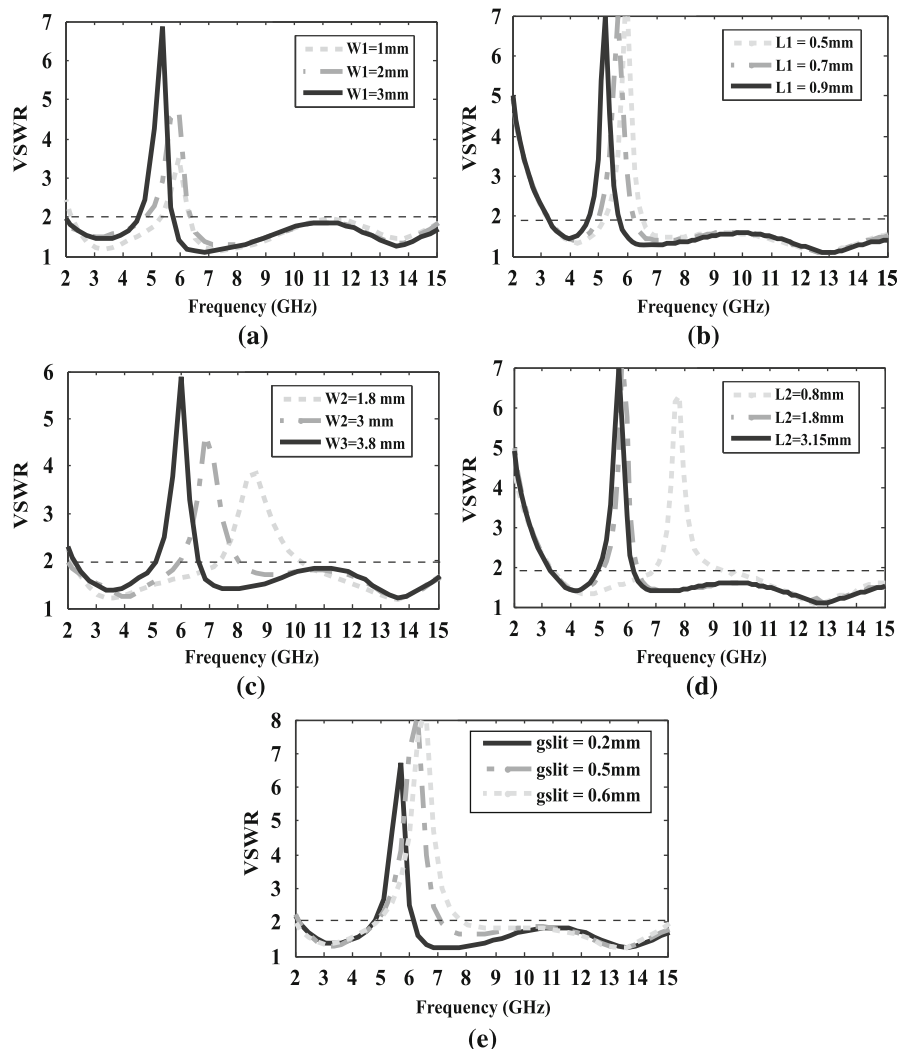 7
6
5
4
3
2
1
VSWR
W1=1mm
W1=2mm
W1=3mm
2 3 4 5 6 7 8 9 10 11 12 13 14 15
Frequency (GHz)
(a)
7
6
5
4
3
2
1
VSWR
L1 = 0.5mm
L1 = 0.7mm
L1 = 0.9mm
2 3 4 5 6 7 8 9 10 11 12 13 14 15
Frequency (GHz)
(b)
6
5
4
3
2
1
VSWR
W2=1.8 mm
W2=3 mm
W3=3.8 mm
2 3 4 5 6 7 8 9 10 11 12 13 14 15
Frequency (GHz)
(c)
7
6
5
4
3
2
1
VSWR
L2=0.8mm
L2=1.8mm
L2=3.15mm
2 3 4 5 6 7 8 9 10 11 12 13 14 15
Frequency (GHz)
(d)
8
7
6
5
4
3
2
1
VSWR
gslit = 0.2mm
gslit = 0.5mm
gslit = 0.6mm
2 3 4 5 6 7 8 9 10 11 12 13 14 15
Frequency (GHz)
(e)